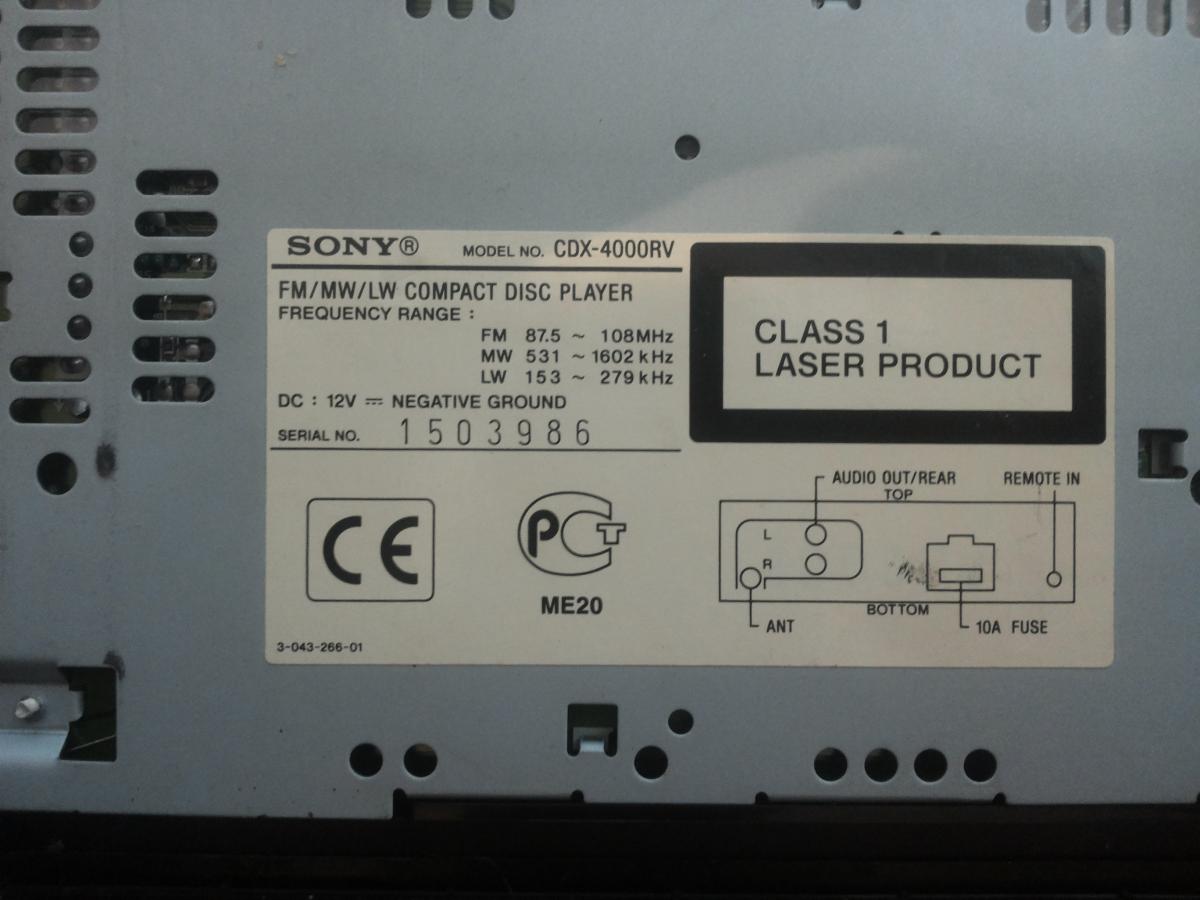 SONY® MODEL NO. CDX-4000RV
FM/MW/LW COMPACT DISC PLAYER
FREQUENCY RANGE :
FM 87.5 ~ 108MHz
MW 531 ~ 1602 kHz
LW 153 ~ 279 kHz
DC : 12V ⎓ NEGATIVE GROUND
SERIAL NO. 1503986
CLASS 1
LASER PRODUCT
CE
РСТ
ME20
3-043-266-01
AUDIO OUT/REAR
REMOTE IN
TOP
L
R
BOTTOM
ANT
10A FUSE